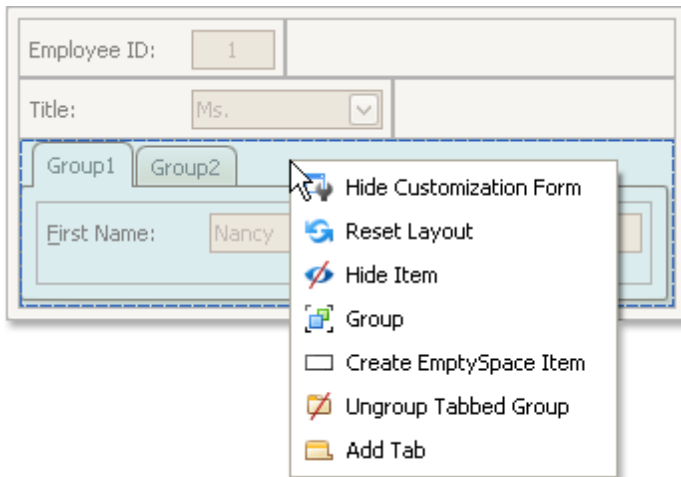 Employee ID: 1
Title: Ms.
Group1 Group2
First Name: Nancy
Hide Customization Form
Reset Layout
Hide Item
Group
Create EmptySpace Item
Ungroup Tabbed Group
Add Tab